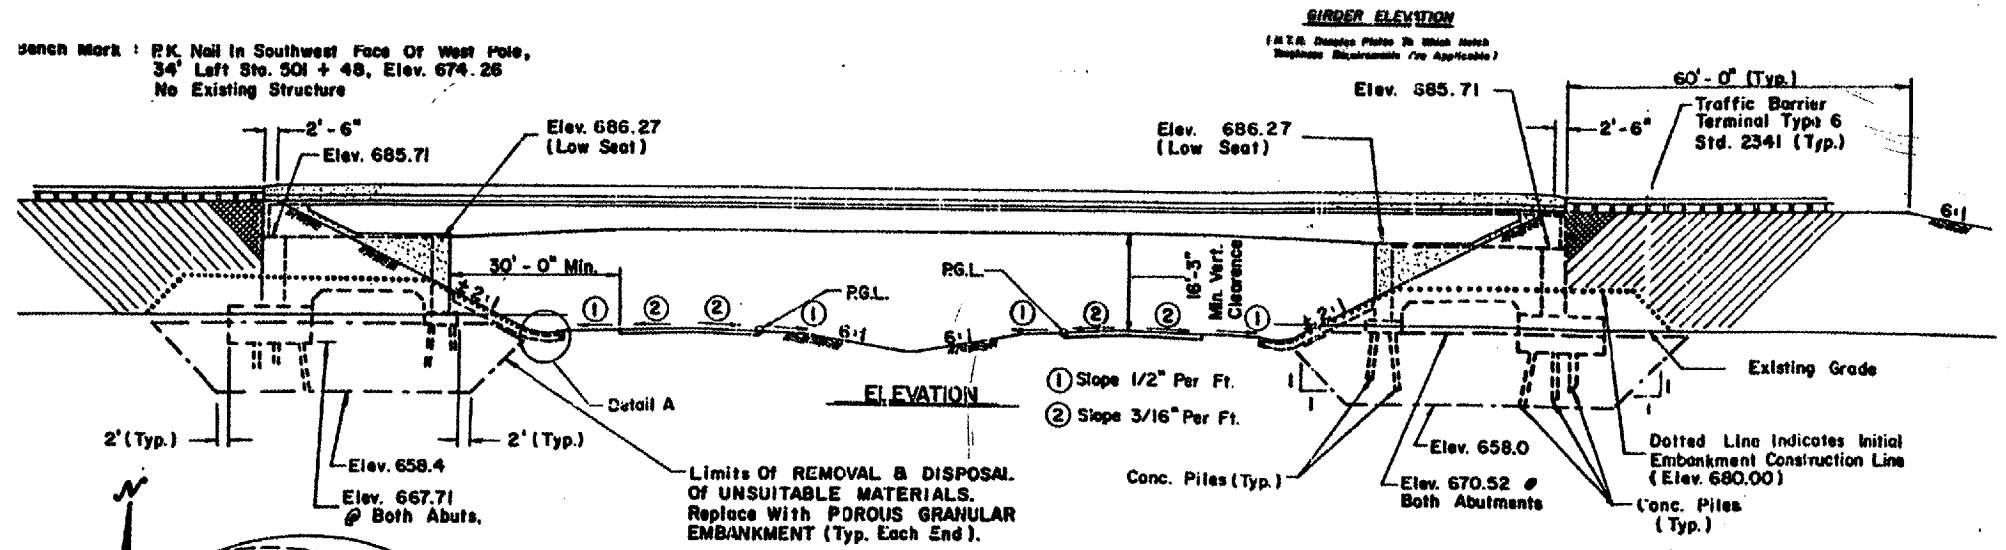 GIRDER ELEVATION
Bench Mark : P.K. Nail In Southwest Face Of West Pole,
34' Left Sta. 501 + 48, Elev. 674.26
No Existing Structure
60'-0" (Typ.)
Elev. 685.71
Traffic Barrier
Terminal Type 6
Std. 2341 (Typ.)
2'-6"
Elev. 686.27
(Low Seat)
Elev. 685.71
Elev. 686.27
(Low Seat)
2'-6"
6:1
30'-0" Min.
16'-3"
Min. Vert.
Clearence
P.G.L.
P.G.L.
2:1
2:1
1
2
2
1
1
2
2
1
6:1
6:1
ELEVATION
1 Slope 1/2" Per Ft.
2 Slope 3/16" Per Ft.
Existing Grade
1
1
1
1
Detail A
2' (Typ.)
2' (Typ.)
Elev. 658.4
Elev. 667.71
@ Both Abuts.
Limits Of REMOVAL & DISPOSAL
Of UNSUITABLE MATERIALS.
Replace With POROUS GRANULAR
EMBANKMENT (Typ. Each End).
Conc. Piles (Typ.)
Elev. 658.0
Elev. 670.52 @
Both Abutments
Dotted Line Indicates Initial
Embankment Construction Line
(Elev. 680.00)
Conc. Piles
(Typ.)
N